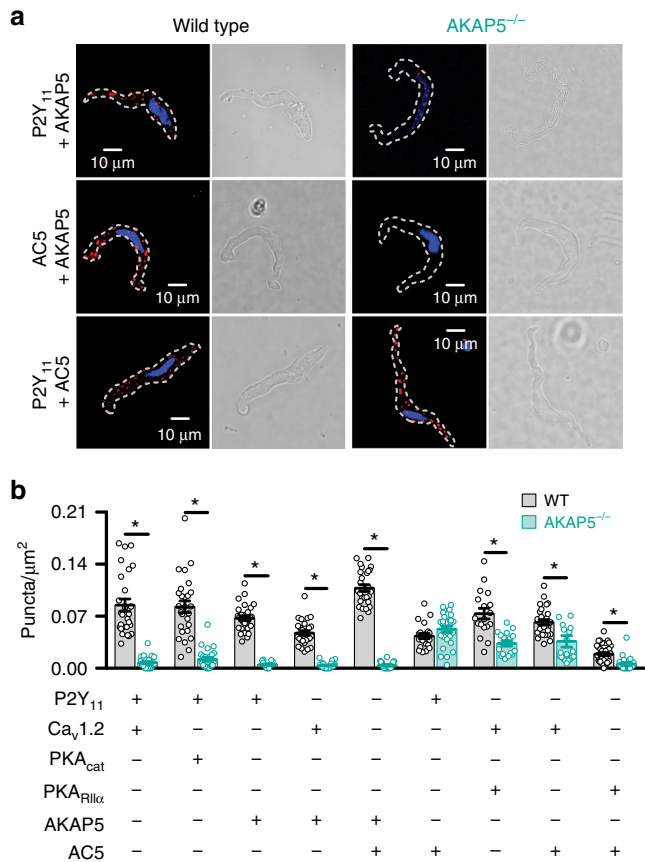 a
Wild type
AKAP5⁻/⁻
P2Y₁₁ + AKAP5
10 μm
10 μm
AC5 + AKAP5
10 μm
10 μm
P2Y₁₁ + AC5
10 μm
10 μm
b
* * * * * * * *
WT
AKAP5⁻/⁻
Puncta/μm²
0.21
0.14
0.07
0.00
P2Y₁₁ + + + – – + – – –
Caᵥ1.2 + – – + – – + + –
PKA_cat – + – – – – – – –
PKA_RIIα – – – – – – + – +
AKAP5 – – + + + – – – –
AC5 – – – – + + – + +